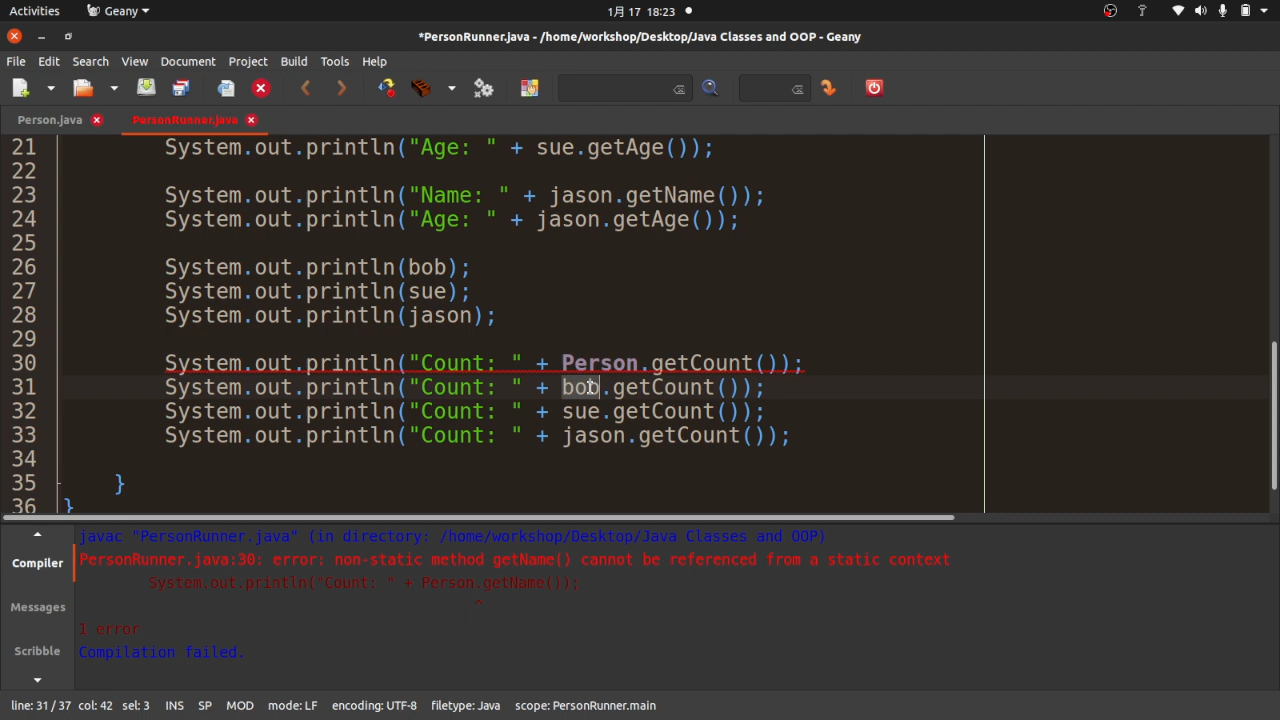 Activities Geany 1月 17 18:23
*PersonRunner.java - /home/workshop/Desktop/Java Classes and OOP - Geany
File Edit Search View Document Project Build Tools Help
Person.java PersonRunner.java
21 System.out.println("Age: " + sue.getAge());
22
23 System.out.println("Name: " + jason.getName());
24 System.out.println("Age: " + jason.getAge());
25
26 System.out.println(bob);
27 System.out.println(sue);
28 System.out.println(jason);
29
30 System.out.println("Count: " + Person.getCount());
31 System.out.println("Count: " + bob.getCount());
32 System.out.println("Count: " + sue.getCount());
33 System.out.println("Count: " + jason.getCount());
34
35 }
36 }
javac "PersonRunner.java" (in directory: /home/workshop/Desktop/Java Classes and OOP)
Compiler
PersonRunner.java:30: error: non-static method getName() cannot be referenced from a static context
System.out.println("Count: " + Person.getName());
^
Messages
1 error
Scribble
Compilation failed.
line: 31 / 37 col: 42 sel: 3 INS SP MOD mode: LF encoding: UTF-8 filetype: Java scope: PersonRunner.main